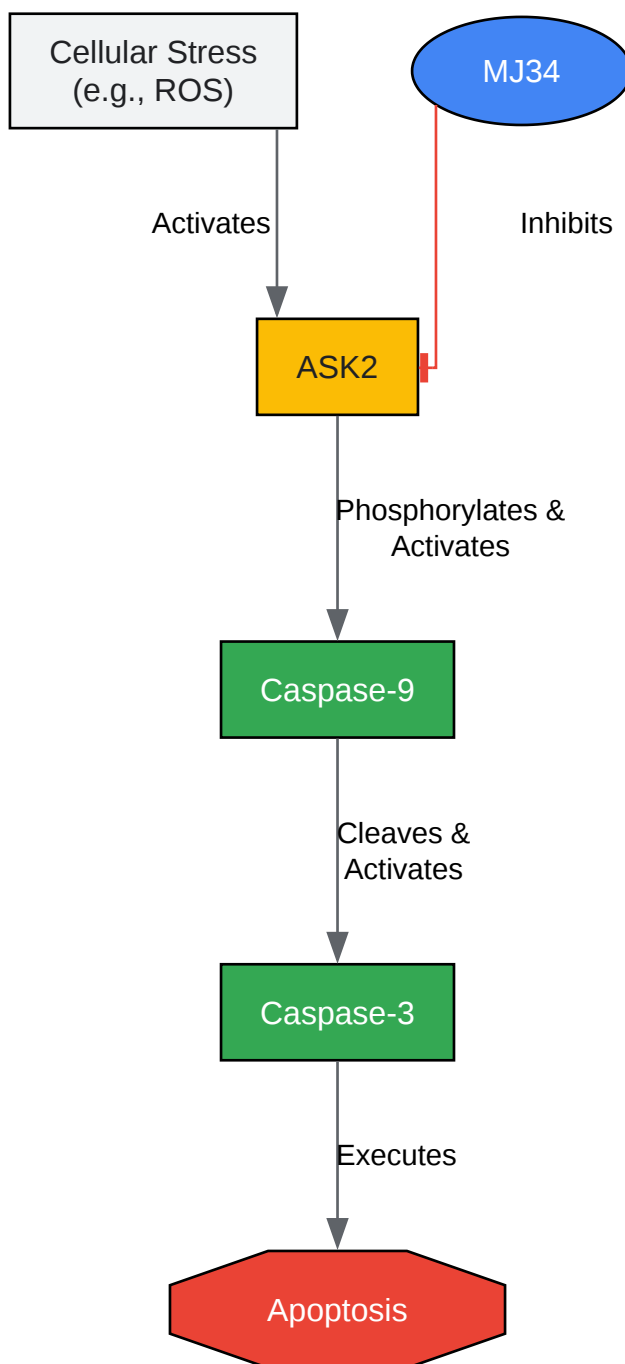 Cellular Stress
(e.g., ROS)
MJ34
Activates
Inhibits
ASK2
Phosphorylates &
Activates
Caspase-9
Cleaves &
Activates
Caspase-3
Executes
Apoptosis